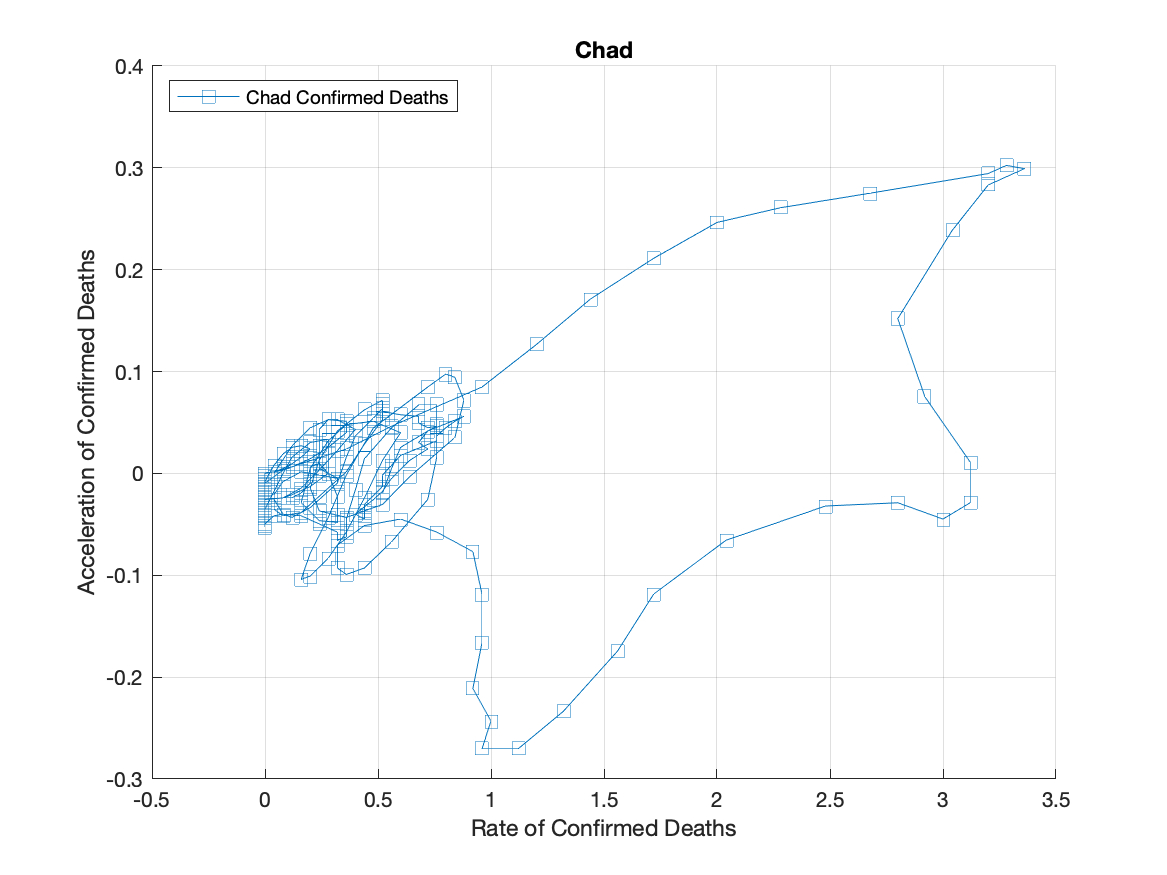 Chad
0.4
Chad Confirmed Deaths
0.3
0.2
0.1
0
-0.1
-0.2
-0.3
Acceleration of Confirmed Deaths
-0.5 0 0.5 1 1.5 2 2.5 3 3.5
Rate of Confirmed Deaths